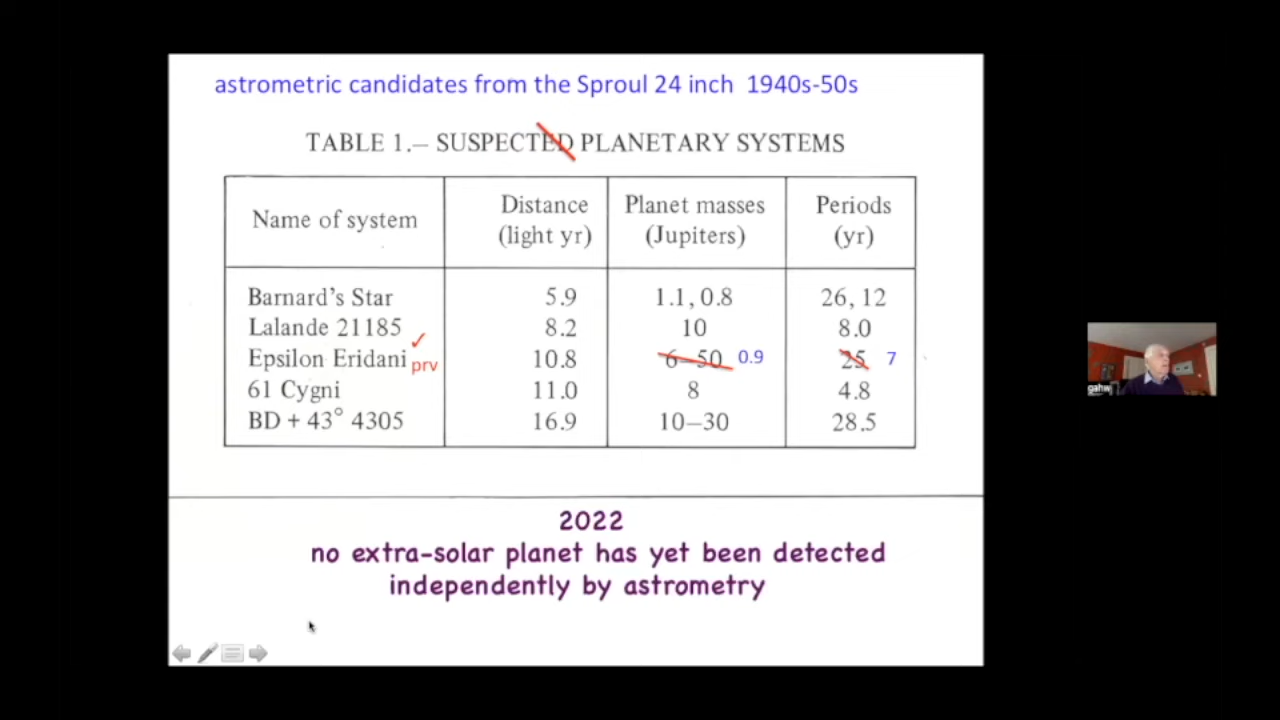 astrometric candidates from the Sproul 24 inch 1940s-50s
TABLE 1.– SUSPECTED PLANETARY SYSTEMS
Name of system Distance (light yr) Planet masses (Jupiters) Periods (yr)
Barnard's Star 5.9 1.1, 0.8 26, 12
Lalande 21185 8.2 10 8.0
Epsilon Eridani ✓ prv 10.8 6–50 0.9 25 7
61 Cygni 11.0 8 4.8
BD + 43° 4305 16.9 10–30 28.5
2022
no extra-solar planet has yet been detected
independently by astrometry
gahw